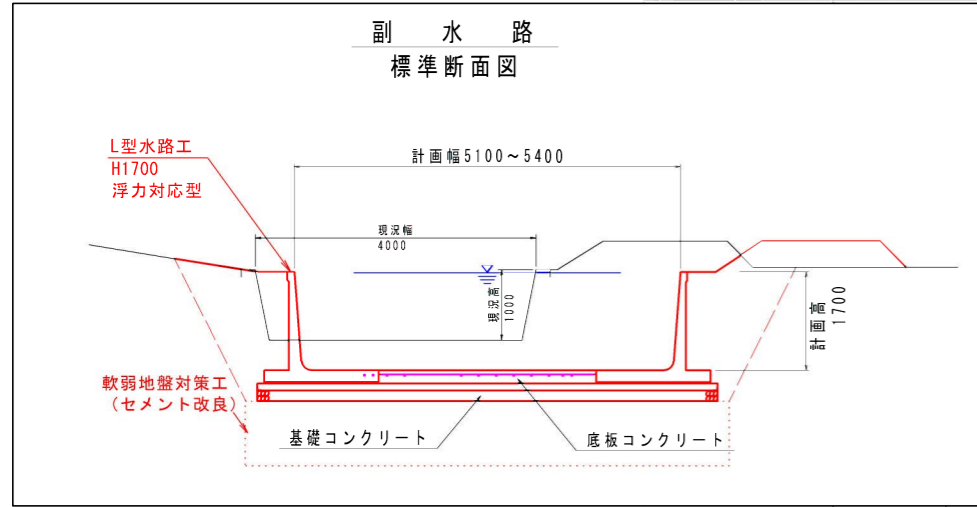 副水路
標準断面図
L型水路工
H1700
浮力対応型
計画幅5100～5400
現況幅
4000
現況高
1000
計画高
1700
軟弱地盤対策工
（セメント改良）
基礎コンクリート
底板コンクリート